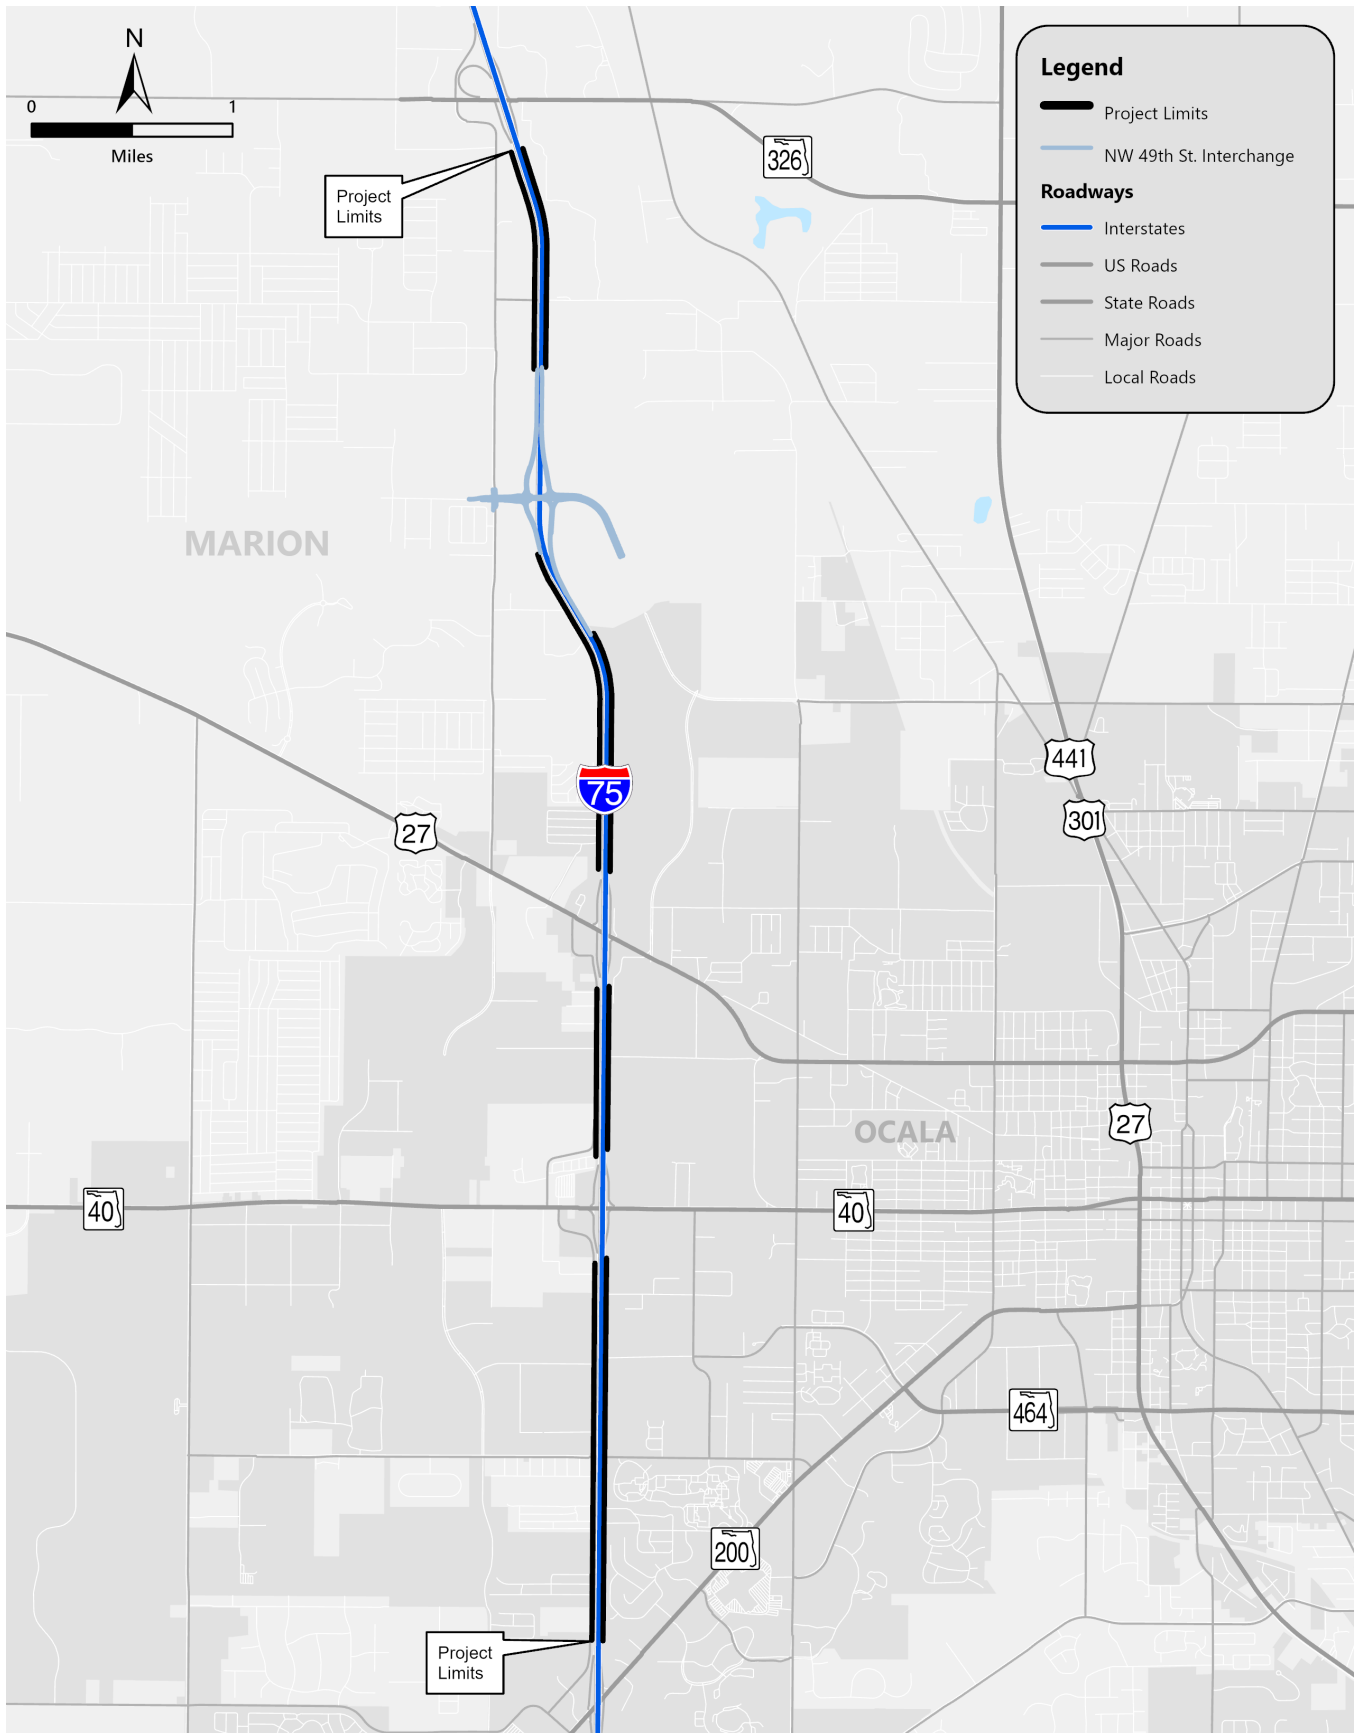 N
0 1
Miles
Legend
Project Limits
NW 49th St. Interchange
Roadways
Interstates
US Roads
State Roads
Major Roads
Local Roads
326
Project
Limits
MARION
441
75
301
27
27
OCALA
40
40
464
200
Project
Limits